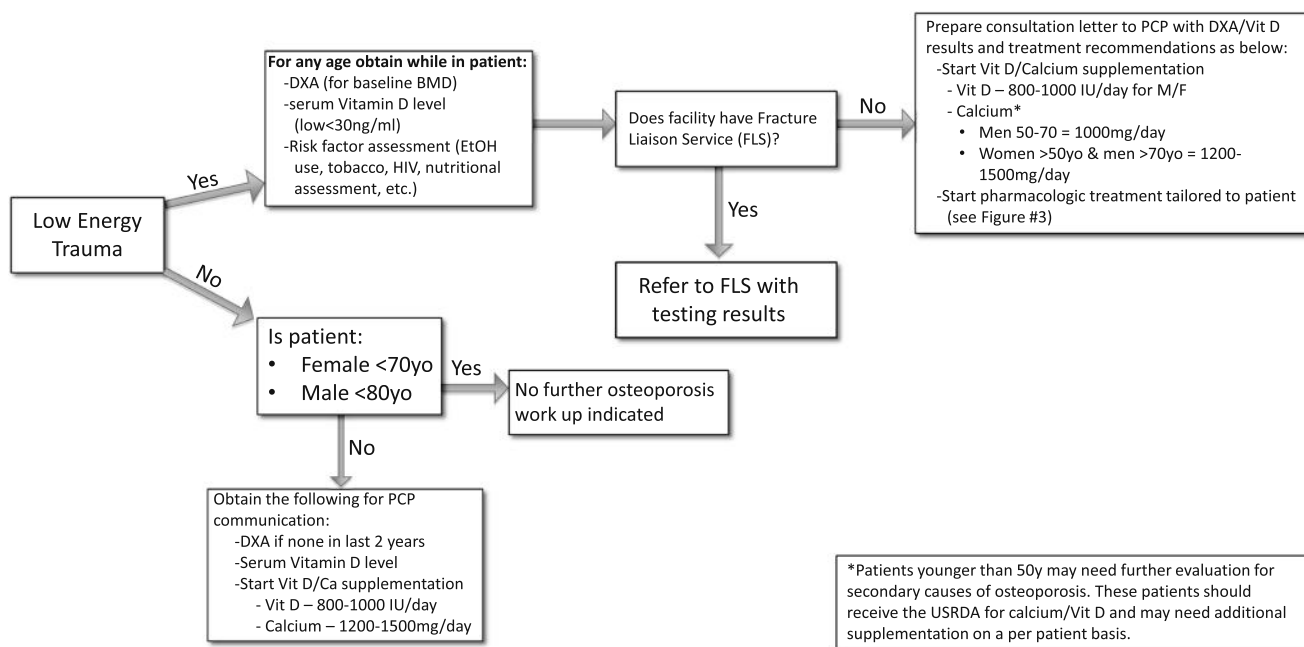 Low Energy
Trauma
Yes
For any age obtain while in patient:
-DXA (for baseline BMD)
-serum Vitamin D level
(low<30ng/ml)
-Risk factor assessment (EtOH
use, tobacco, HIV, nutritional
assessment, etc.)
Does facility have Fracture
Liaison Service (FLS)?
No
Prepare consultation letter to PCP with DXA/Vit D
results and treatment recommendations as below:
-Start Vit D/Calcium supplementation
- Vit D – 800-1000 IU/day for M/F
- Calcium*
• Men 50-70 = 1000mg/day
• Women >50yo & men >70yo = 1200-
1500mg/day
-Start pharmacologic treatment tailored to patient
(see Figure #3)
Yes
Refer to FLS with
testing results
No
Is patient:
• Female <70yo
• Male <80yo
Yes
No further osteoporosis
work up indicated
No
Obtain the following for PCP
communication:
-DXA if none in last 2 years
-Serum Vitamin D level
-Start Vit D/Ca supplementation
- Vit D – 800-1000 IU/day
- Calcium – 1200-1500mg/day
*Patients younger than 50y may need further evaluation for
secondary causes of osteoporosis. These patients should
receive the USRDA for calcium/Vit D and may need additional
supplementation on a per patient basis.